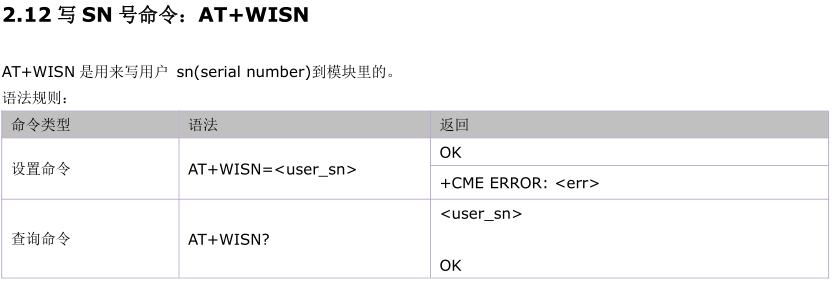 2.12 写 SN 号命令：AT+WISN
AT+WISN 是用来写用户 sn(serial number)到模块里的。
语法规则：
命令类型 语法 返回
设置命令 AT+WISN=<user_sn> OK
+CME ERROR: <err>
查询命令 AT+WISN? <user_sn>
OK